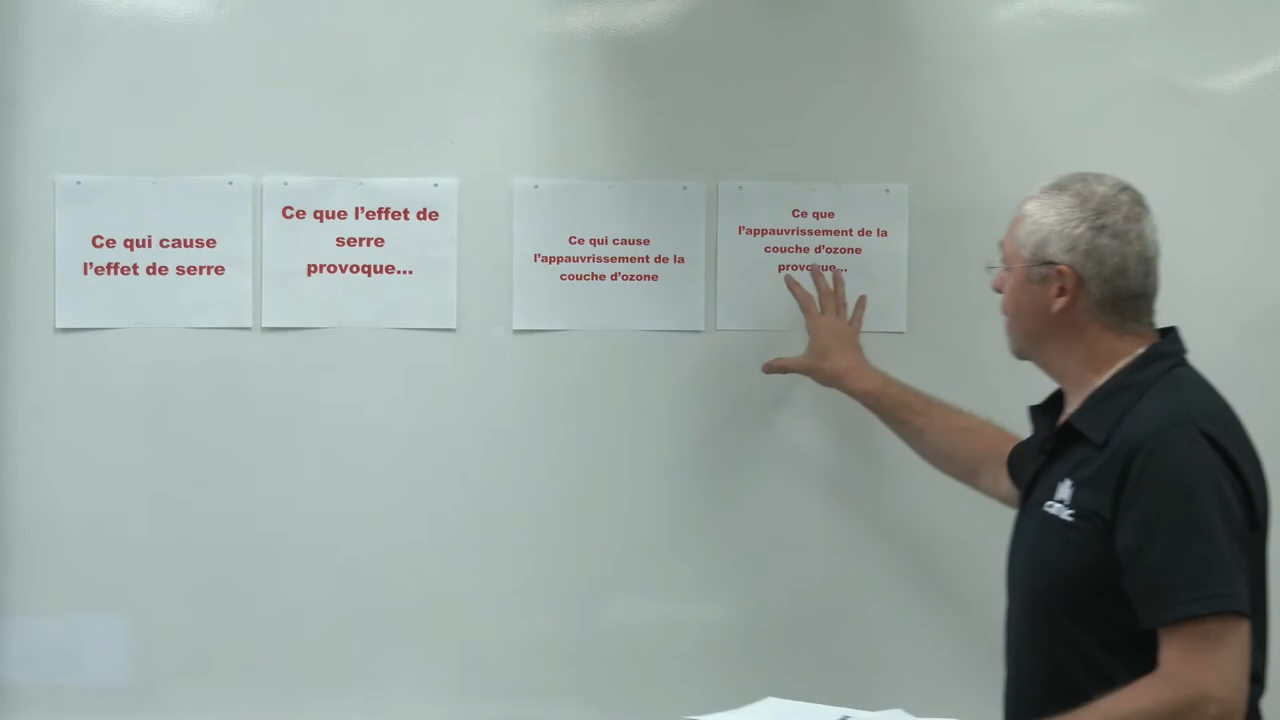 Ce qui cause
l'effet de serre
Ce que l'effet de
serre
provoque...
Ce qui cause
l'appauvrissement de la
couche d'ozone
Ce que
l'appauvrissement de la
couche d'ozone
provoque...